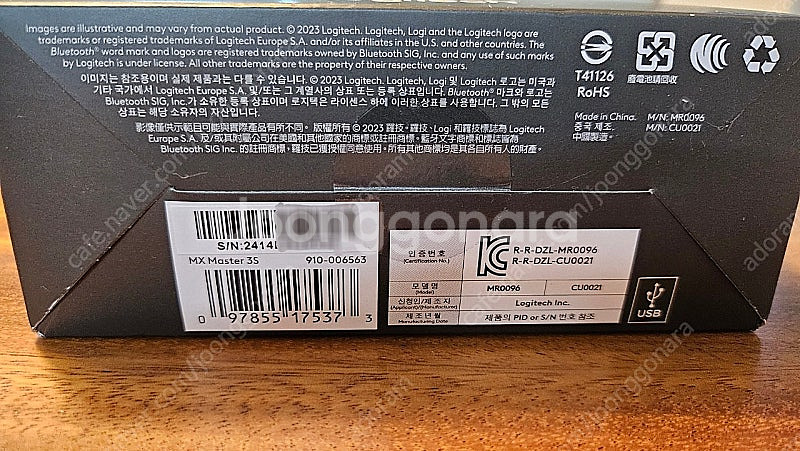 Images are illustrative and may vary from actual product. © 2023 Logitech. Logitech, Logi and the Logitech logo are
trademarks or registered trademarks of Logitech Europe S.A. and/or its affiliates in the U.S. and other countries. The
Bluetooth® word mark and logos are registered trademarks owned by Bluetooth SIG, Inc. and any use of such marks
by Logitech is under license. All other trademarks are the property of their respective owners.
이미지는 참조용이며 실제 제품과는 다를 수 있습니다. © 2023 Logitech. Logitech, Logi 및 Logitech 로고는 미국과
기타 국가에서 Logitech Europe S.A. 및/또는 그 계열사의 상표 또는 등록 상표입니다. Bluetooth® 마크와 로고는
Bluetooth SIG, Inc.가 소유한 등록 상표이며 로지텍은 라이센스 하에 이러한 상표를 사용합니다. 그 밖의 모든
상표는 해당 소유자의 자산입니다.
影像僅供示範且可能與實際產品有所不同。 版權所有 © 2023 羅技。羅技、Logi 和羅技標誌為 Logitech
Europe S.A. 及/或其附屬公司在美國和其他國家的商標或註冊商標。藍牙文字商標與標誌為
Bluetooth SIG Inc. 的註冊商標，羅技已獲授權同意使用。所有其他商標均是其各自所有人的財產。
T41126
RoHS
廢電池請回收
Made in China.
중국 제조.
中國製造。
M/N: MR0096
M/N: CU0021
joonggonara
S/N:2414
MX Master 3S 910-006563
0 97855 17537 3
인증번호
(Certification No.)
R-R-DZL-MR0096
R-R-DZL-CU0021
모델명
(Model)
MR0096 CU0021
신청인/제조자
(Applicant)/(Manufacturer)
Logitech Inc.
제조년월
Manufacturing Date
제품의 PID or S/N 번호 참조
USB
cafe.naver.com/joonggonara
adoram1